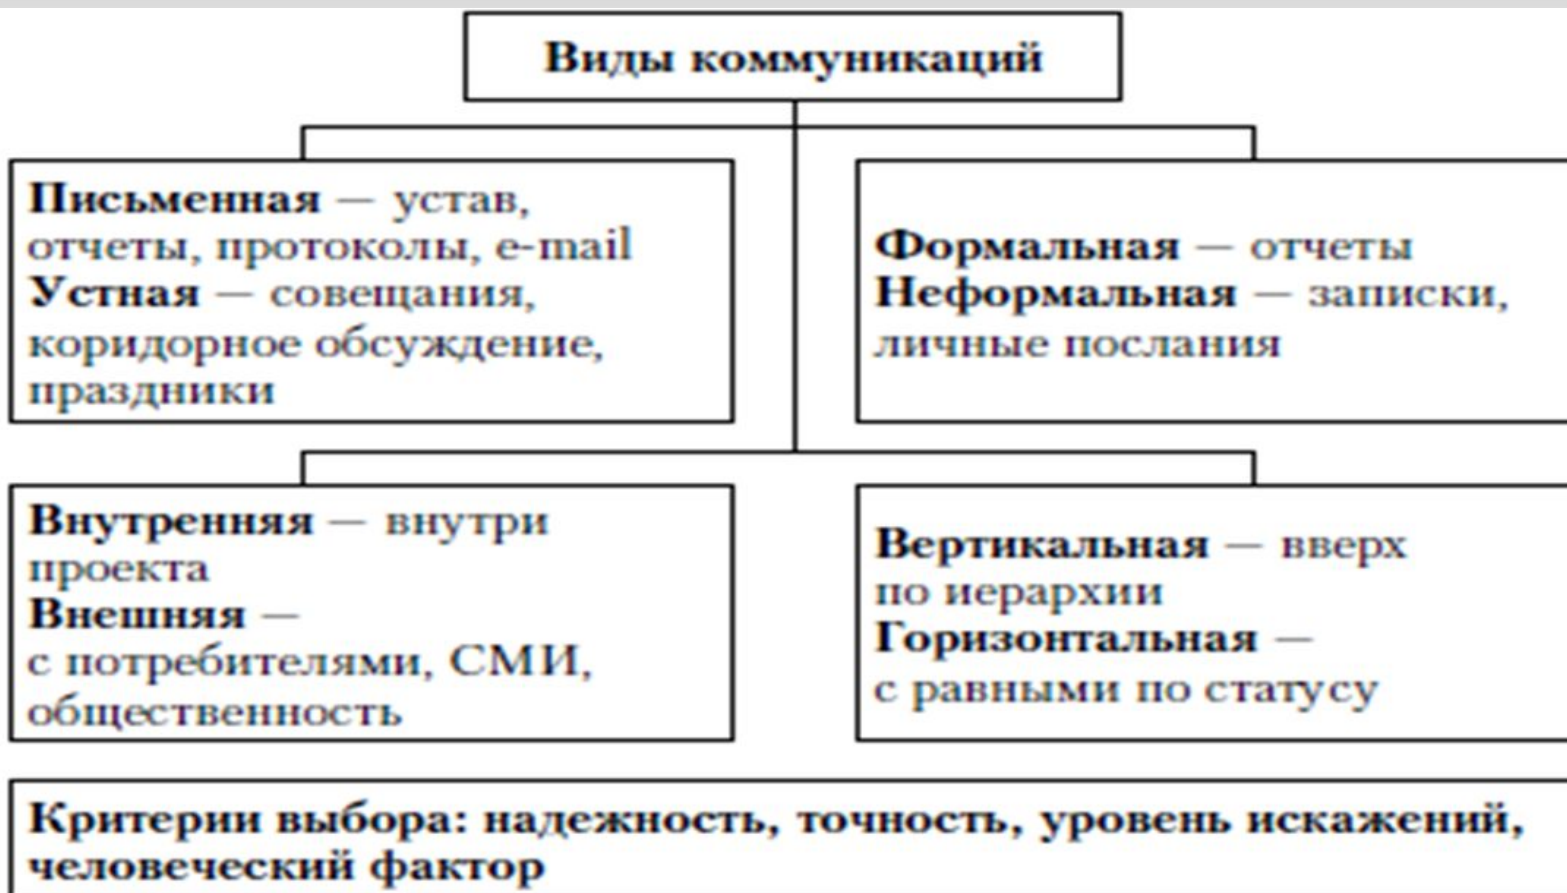 Виды коммуникаций
Письменная — устав,
отчеты, протоколы, e-mail
Устная — совещания,
коридорное обсуждение,
праздники
Формальная — отчеты
Неформальная — записки,
личные послания
Внутренняя — внутри
проекта
Внешняя —
с потребителями, СМИ,
общественность
Вертикальная — вверх
по иерархии
Горизонтальная —
с равными по статусу
Критерии выбора: надежность, точность, уровень искажений,
человеческий фактор